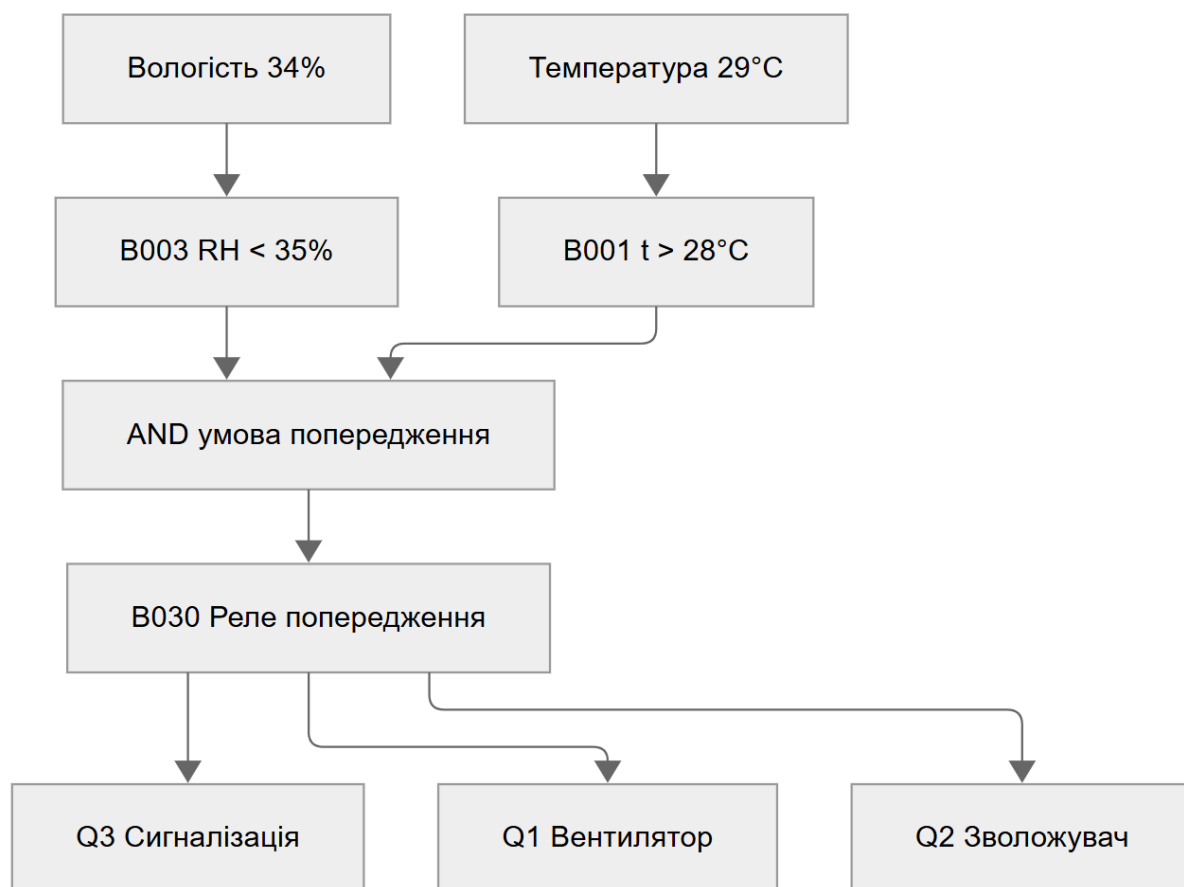 Вологість 34%
Температура 29°C
B003 RH < 35%
B001 t > 28°C
AND умова попередження
B030 Реле попередження
Q3 Сигналізація
Q1 Вентилятор
Q2 Зволожувач